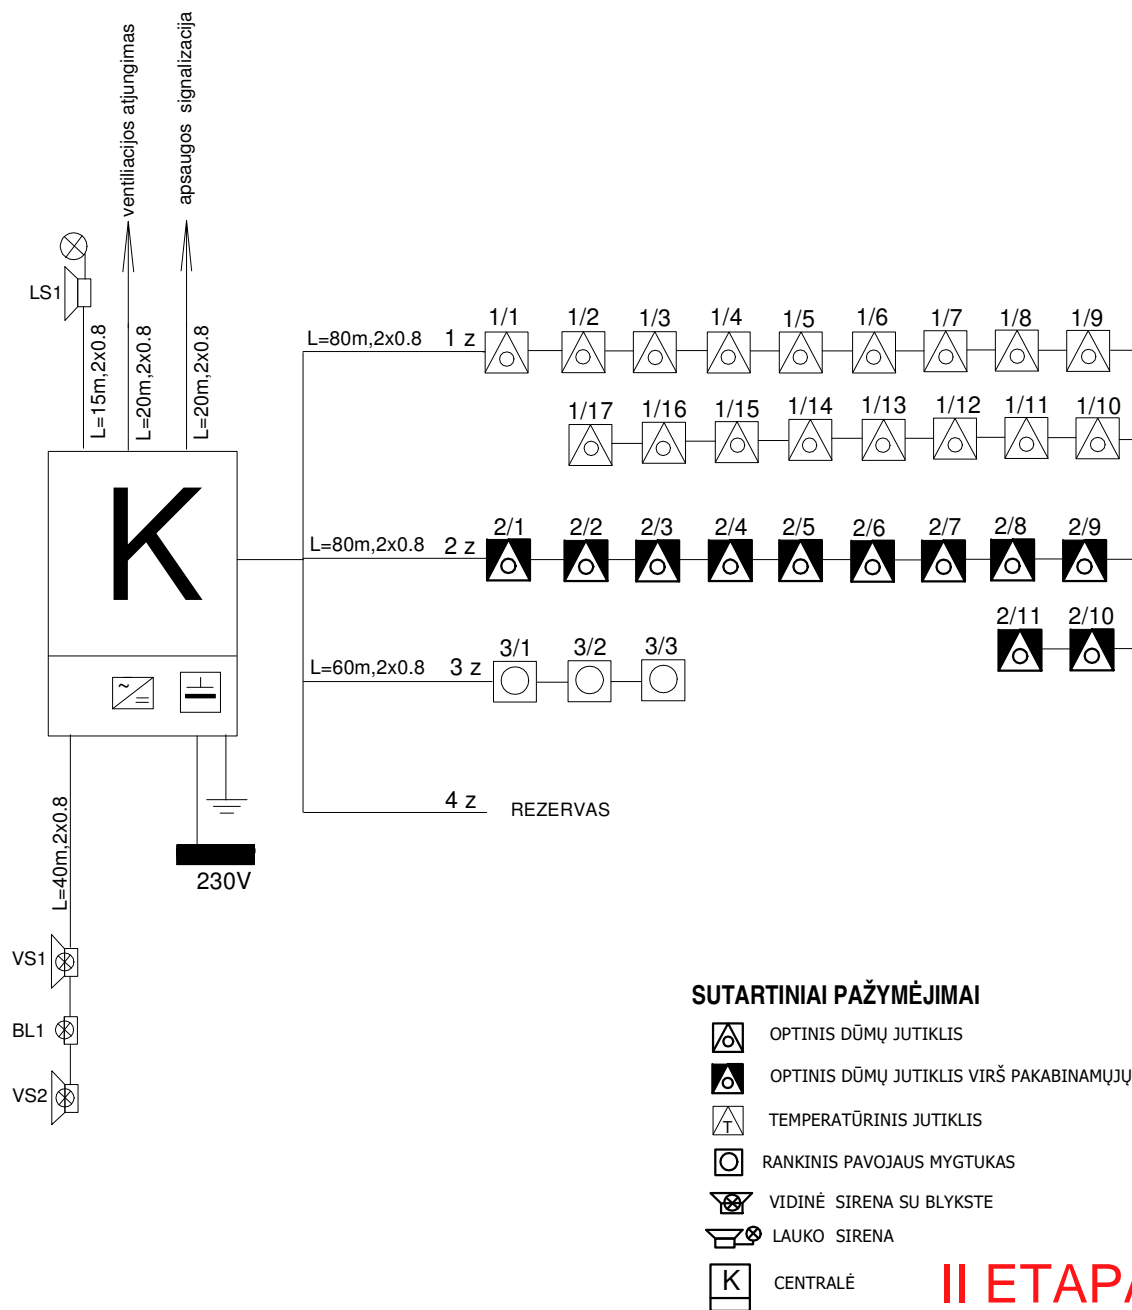 ventiliacijos atjungimas
apsaugos signalizacija
LS1
L=15m,2x0.8
L=20m,2x0.8
L=20m,2x0.8
L=80m,2x0.8 1 z
1/1 1/2 1/3 1/4 1/5 1/6 1/7 1/8 1/9
1/17 1/16 1/15 1/14 1/13 1/12 1/11 1/10
K
L=80m,2x0.8 2 z
2/1 2/2 2/3 2/4 2/5 2/6 2/7 2/8 2/9
2/11 2/10
L=60m,2x0.8 3 z
3/1 3/2 3/3
4 z REZERVAS
230V
L=40m,2x0.8
VS1
BL1
VS2
SUTARTINIAI PAŽYMĖJIMAI
OPTINIS DŪMŲ JUTIKLIS
OPTINIS DŪMŲ JUTIKLIS VIRŠ PAKABINAMŲJŲ
T TEMPERATŪRINIS JUTIKLIS
RANKINIS PAVOJAUS MYGTUKAS
VIDINĖ SIRENA SU BLYKSTE
LAUKO SIRENA
K CENTRALĖ
II ETAPA